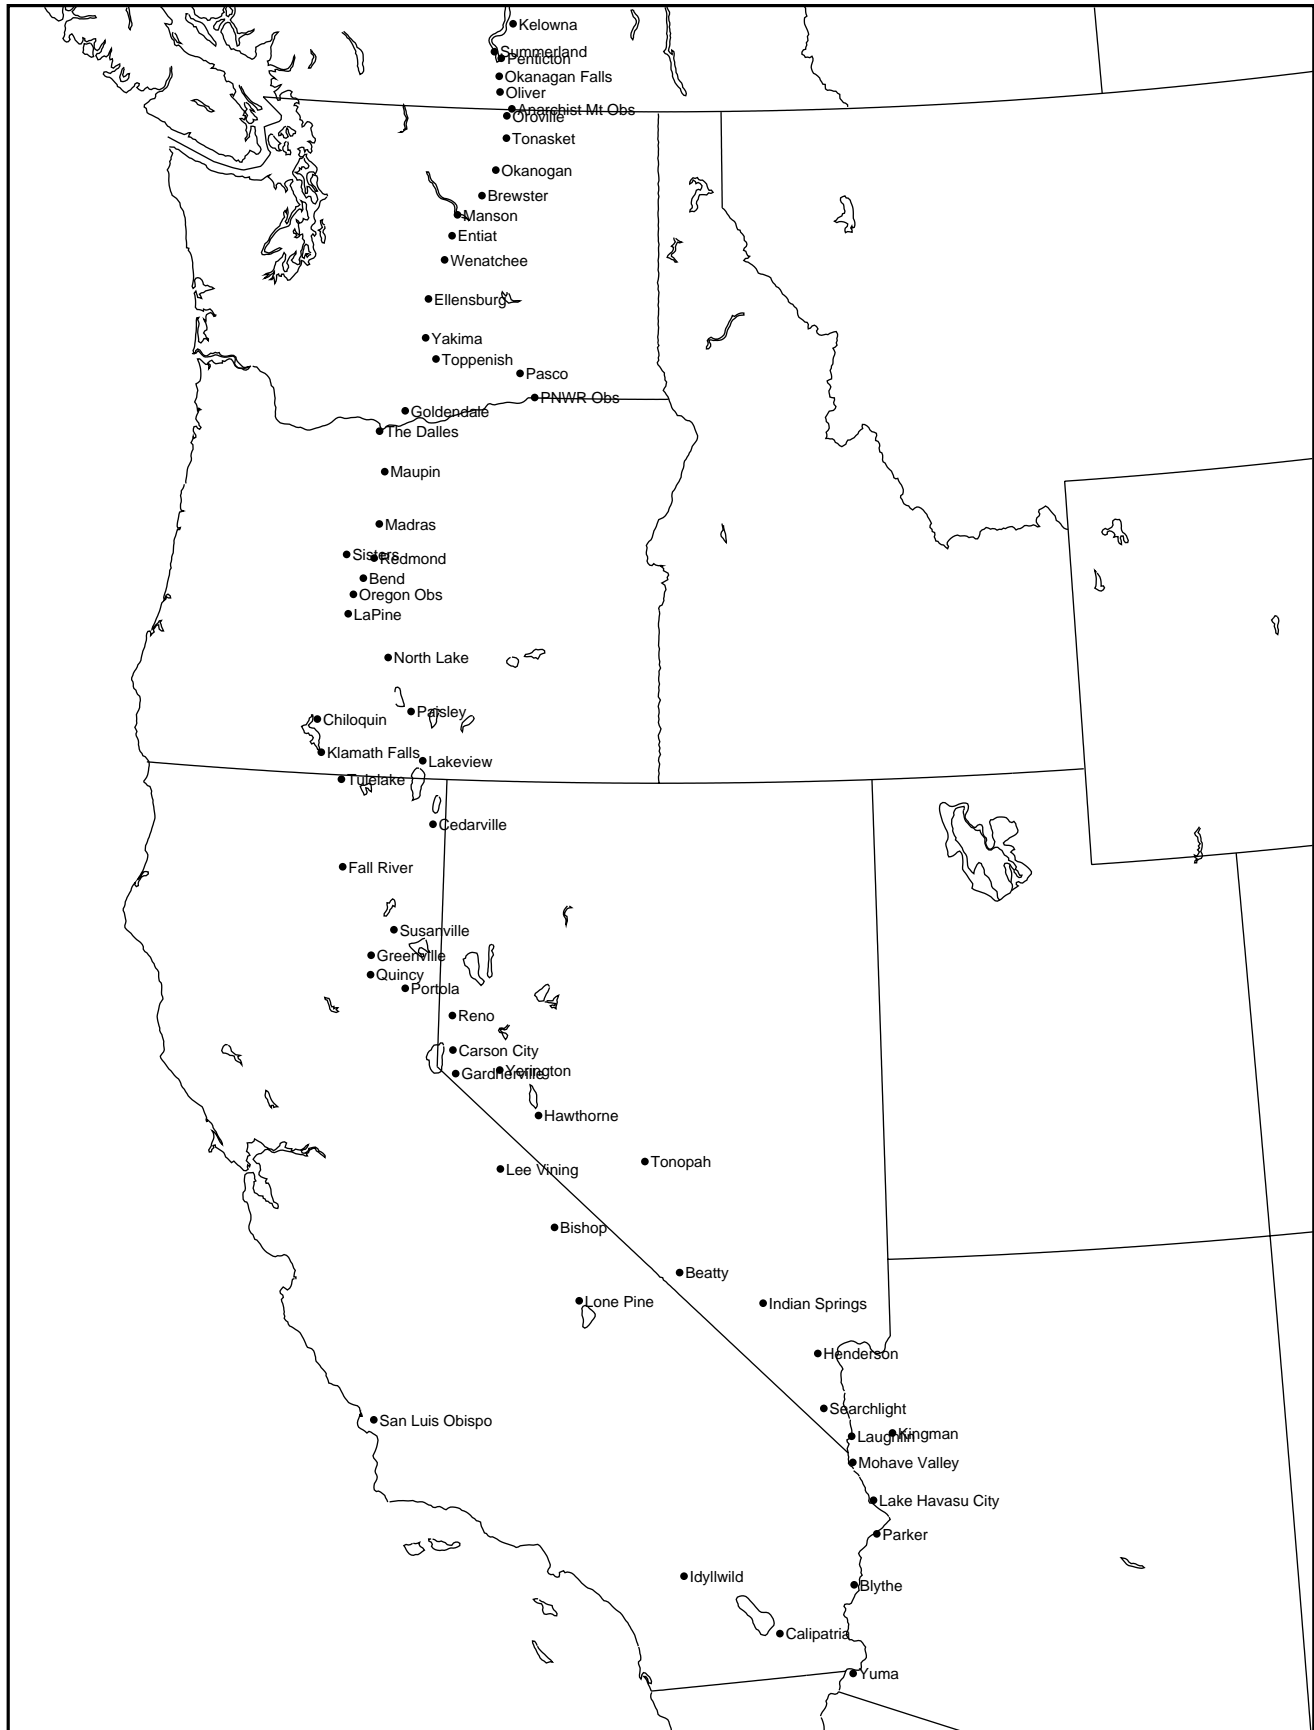 Kelowna
Summerland
Penticton
Okanagan Falls
Oliver
Anarchist Mt Obs
Oroville
Tonasket
Okanogan
Brewster
Manson
Entiat
Wenatchee
Ellensburg
Yakima
Toppenish
Pasco
PNWR Obs
Goldendale
The Dalles
Maupin
Madras
Sisters
Redmond
Bend
Oregon Obs
LaPine
North Lake
Paisley
Chiloquin
Klamath Falls
Lakeview
Tulelake
Cedarville
Fall River
Susanville
Greenville
Quincy
Portola
Reno
Carson City
Yerington
Gardnerville
Hawthorne
Tonopah
Lee Vining
Bishop
Beatty
Lone Pine
Indian Springs
Henderson
Searchlight
San Luis Obispo
Kingman
Laughlin
Mohave Valley
Lake Havasu City
Parker
Idyllwild
Blythe
Calipatria
Yuma